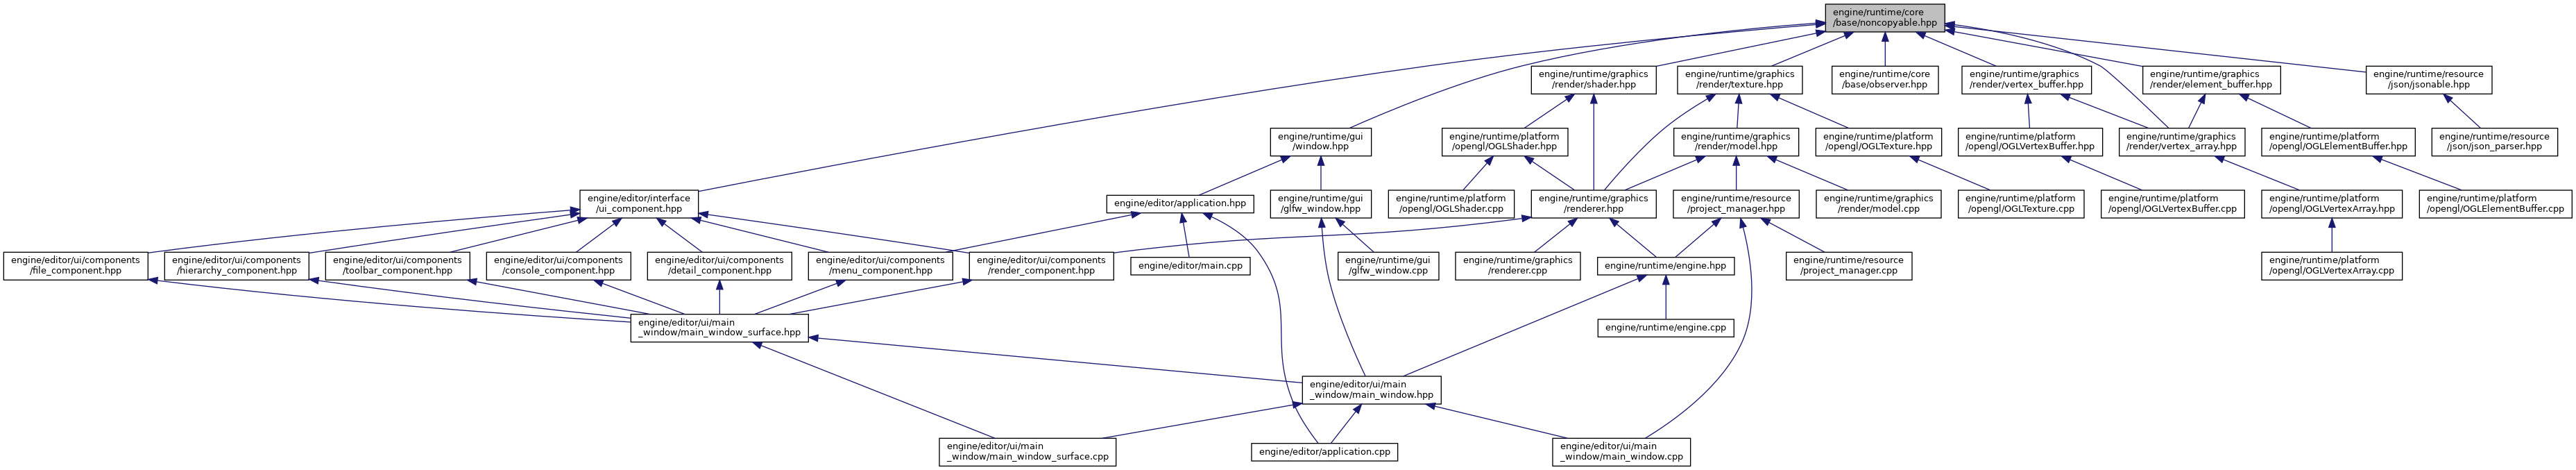 engine/runtime/core
/base/noncopyable.hpp
engine/runtime/graphics
/render/shader.hpp
engine/runtime/graphics
/render/texture.hpp
engine/runtime/core
/base/observer.hpp
engine/runtime/graphics
/render/vertex_buffer.hpp
engine/runtime/graphics
/render/element_buffer.hpp
engine/runtime/resource
/json/jsonable.hpp
engine/runtime/gui
/window.hpp
engine/runtime/platform
/opengl/OGLShader.hpp
engine/runtime/graphics
/render/model.hpp
engine/runtime/platform
/opengl/OGLTexture.hpp
engine/runtime/platform
/opengl/OGLVertexBuffer.hpp
engine/runtime/graphics
/render/vertex_array.hpp
engine/runtime/platform
/opengl/OGLElementBuffer.hpp
engine/runtime/resource
/json/json_parser.hpp
engine/editor/interface
/ui_component.hpp
engine/editor/application.hpp
engine/runtime/gui
/glfw_window.hpp
engine/runtime/platform
/opengl/OGLShader.cpp
engine/runtime/graphics
/renderer.hpp
engine/runtime/resource
/project_manager.hpp
engine/runtime/graphics
/render/model.cpp
engine/runtime/platform
/opengl/OGLTexture.cpp
engine/runtime/platform
/opengl/OGLVertexBuffer.cpp
engine/runtime/platform
/opengl/OGLVertexArray.hpp
engine/runtime/platform
/opengl/OGLElementBuffer.cpp
engine/editor/ui/components
/file_component.hpp
engine/editor/ui/components
/hierarchy_component.hpp
engine/editor/ui/components
/toolbar_component.hpp
engine/editor/ui/components
/console_component.hpp
engine/editor/ui/components
/detail_component.hpp
engine/editor/ui/components
/menu_component.hpp
engine/editor/ui/components
/render_component.hpp
engine/editor/main.cpp
engine/runtime/gui
/glfw_window.cpp
engine/runtime/graphics
/renderer.cpp
engine/runtime/engine.hpp
engine/runtime/resource
/project_manager.cpp
engine/runtime/platform
/opengl/OGLVertexArray.cpp
engine/editor/ui/main
_window/main_window_surface.hpp
engine/runtime/engine.cpp
engine/editor/ui/main
_window/main_window.hpp
engine/editor/ui/main
_window/main_window_surface.cpp
engine/editor/application.cpp
engine/editor/ui/main
_window/main_window.cpp